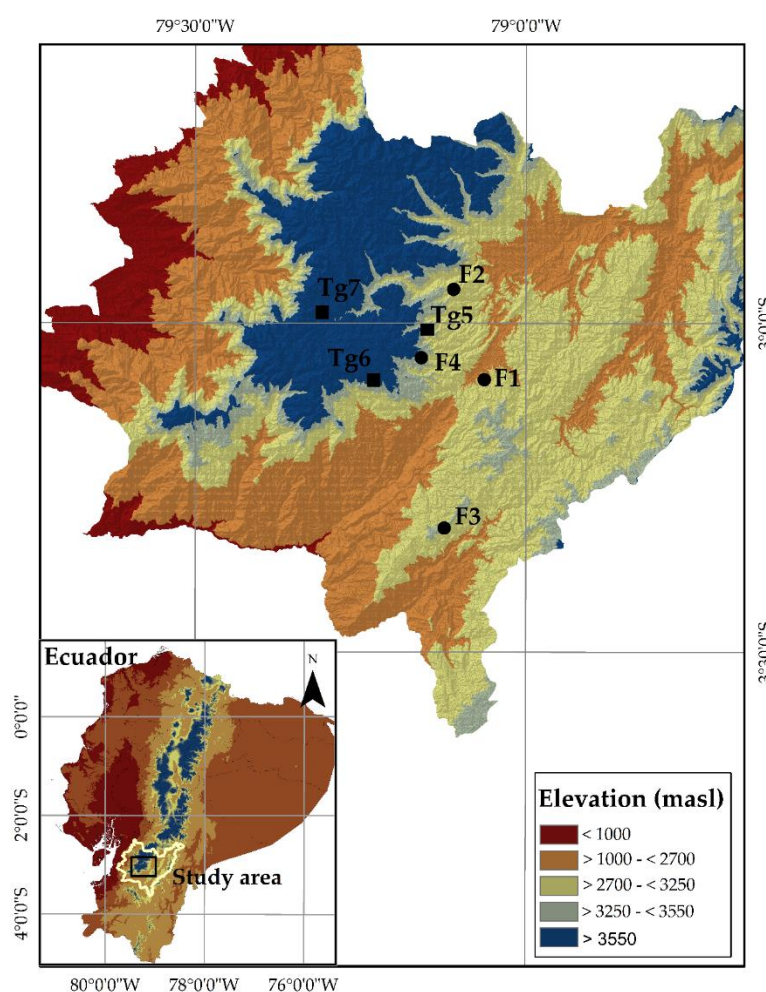 79°30'0"W 79°0'0"W
F2
Tg7
Tg5
3°0'0"S
F4
Tg6
F1
F3
3°30'0"S
Ecuador
N
0°0'0"
2°0'0"S
Study area
4°0'0"S
80°0'0"W 78°0'0"W 76°0'0"W
Elevation (masl)
< 1000
> 1000 - < 2700
> 2700 - < 3250
> 3250 - < 3550
> 3550